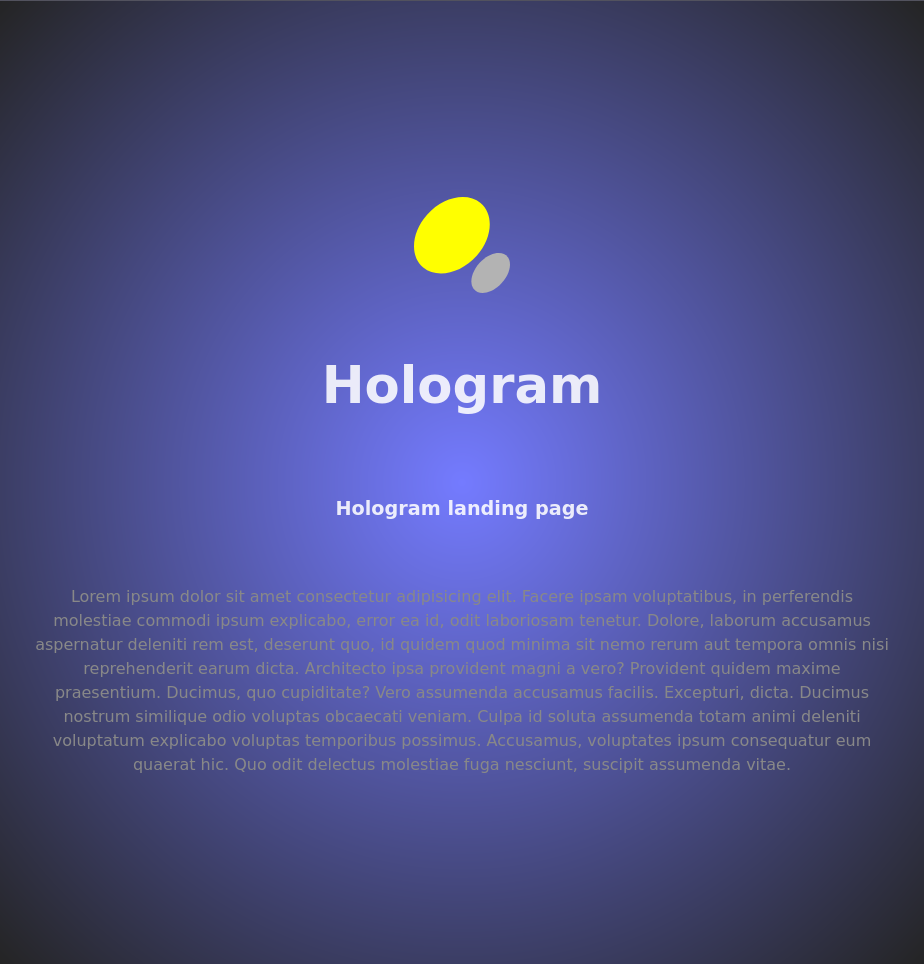 Hologram
Hologram landing page
Lorem ipsum dolor sit amet consectetur adipisicing elit. Facere ipsam voluptatibus, in perferendis
molestiae commodi ipsum explicabo, error ea id, odit laboriosam tenetur. Dolore, laborum accusamus
aspernatur deleniti rem est, deserunt quo, id quidem quod minima sit nemo rerum aut tempora omnis nisi
reprehenderit earum dicta. Architecto ipsa provident magni a vero? Provident quidem maxime
praesentium. Ducimus, quo cupiditate? Vero assumenda accusamus facilis. Excepturi, dicta. Ducimus
nostrum similique odio voluptas obcaecati veniam. Culpa id soluta assumenda totam animi deleniti
voluptatum explicabo voluptas temporibus possimus. Accusamus, voluptates ipsum consequatur eum
quaerat hic. Quo odit delectus molestiae fuga nesciunt, suscipit assumenda vitae.